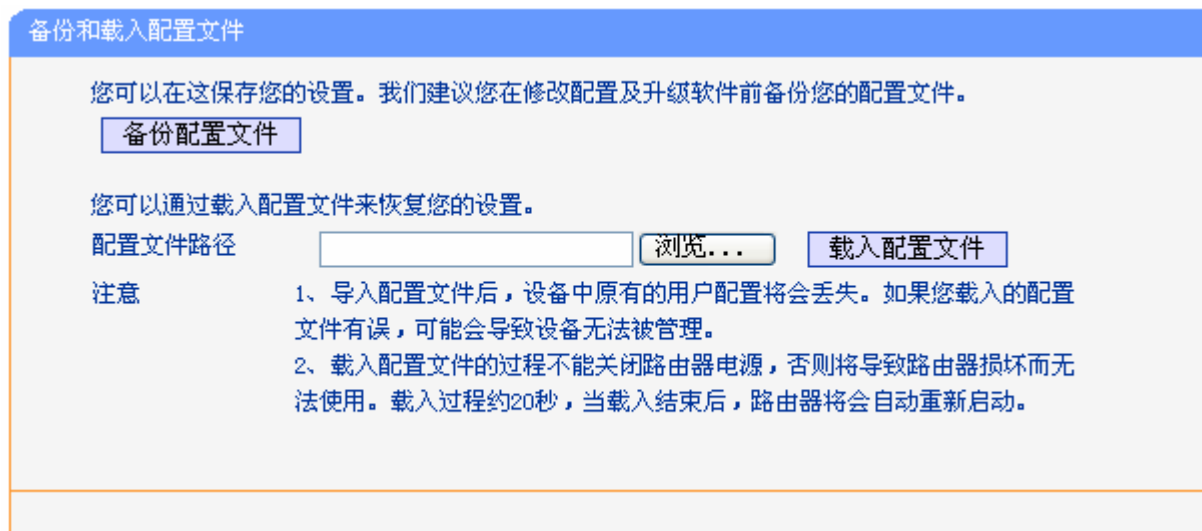 备份和载入配置文件
您可以在这保存您的设置。我们建议您在修改配置及升级软件前备份您的配置文件。
备份配置文件
您可以通过载入配置文件来恢复您的设置。
配置文件路径 浏览... 载入配置文件
注意 1、导入配置文件后，设备中原有的用户配置将会丢失。如果您载入的配置
文件有误，可能会导致设备无法被管理。
2、载入配置文件的过程不能关闭路由器电源，否则将导致路由器损坏而无
法使用。载入过程约20秒，当载入结束后，路由器将会自动重新启动。